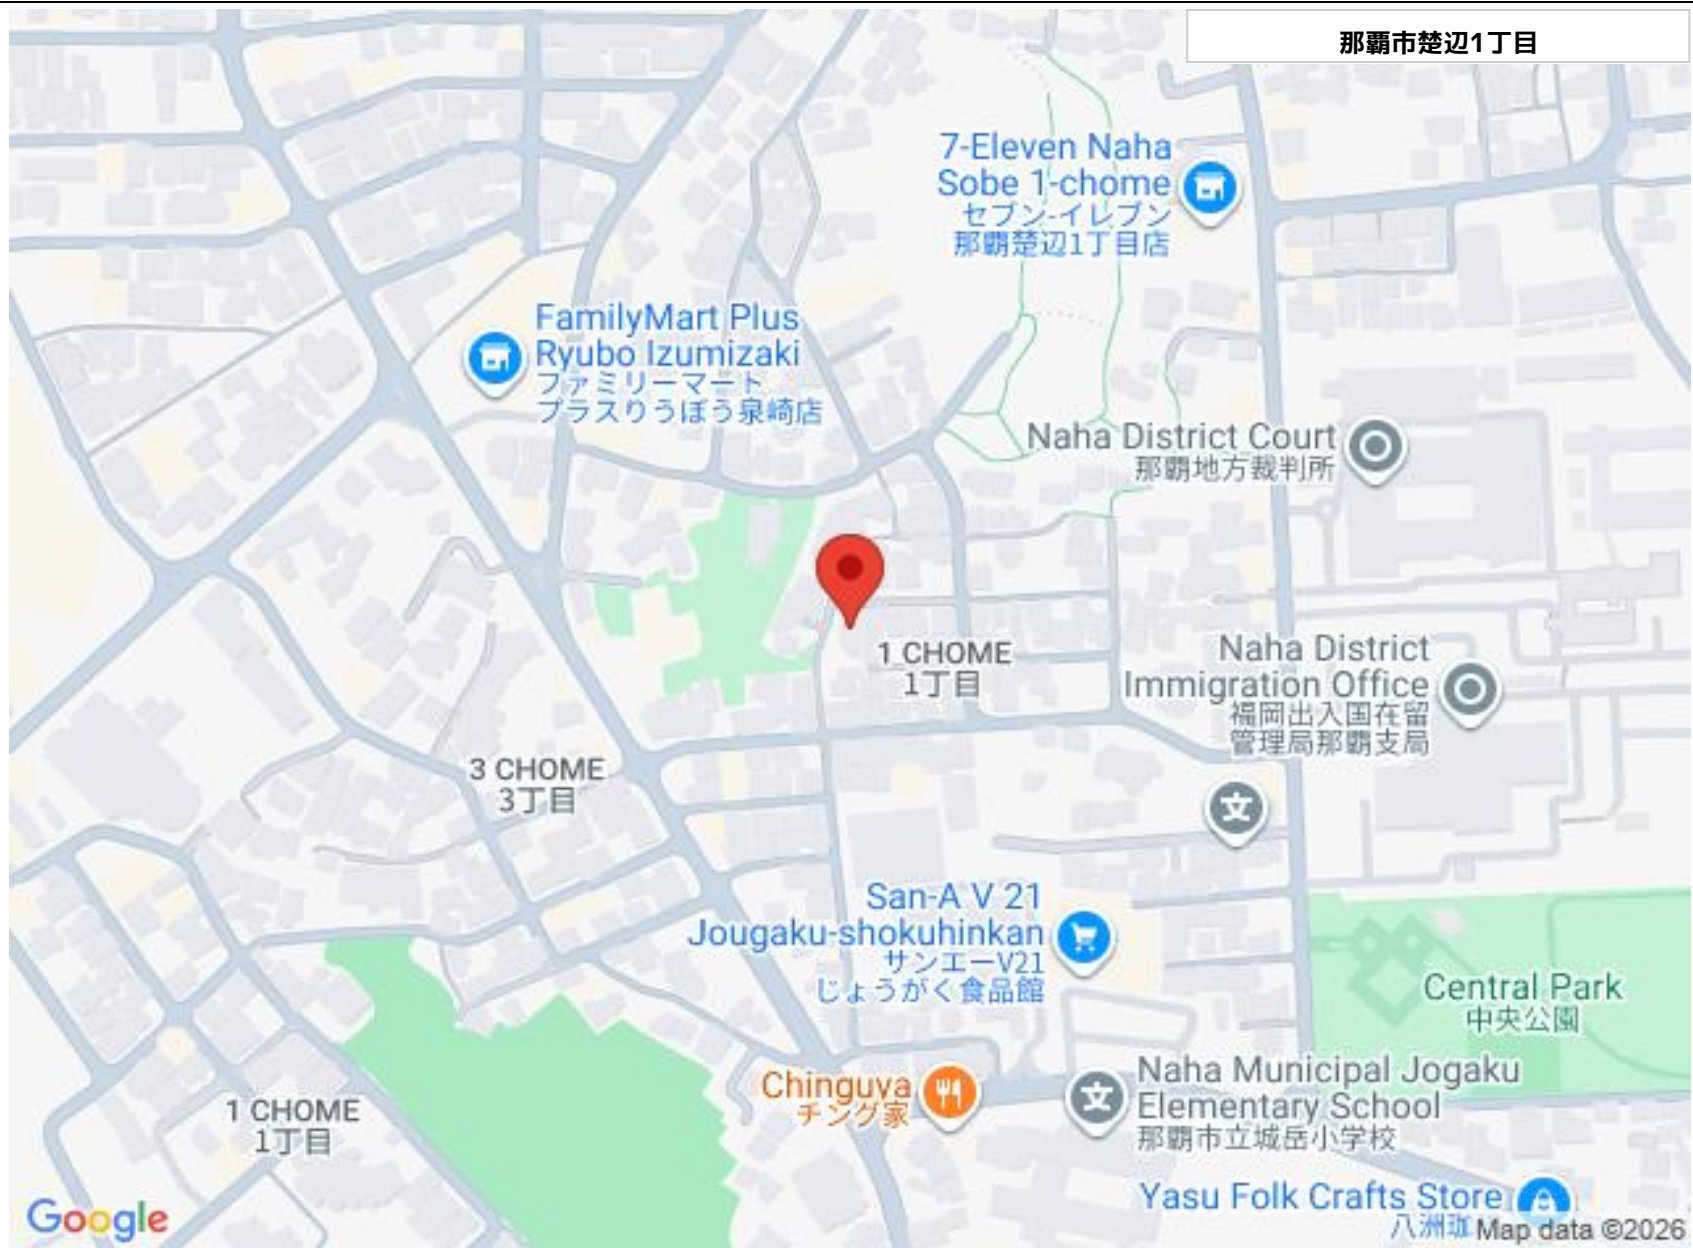 那覇市楚辺1丁目
7-Eleven Naha
Sobe 1-chome
セブン-イレブン
那覇楚辺1丁目店
FamilyMart Plus
Ryubo Izumizaki
ファミリーマート
プラスりうぼう泉崎店
Naha District Court
那覇地方裁判所
1 CHOME
1丁目
Naha District
Immigration Office
福岡出入国在留
管理局那覇支局
3 CHOME
3丁目
文
San-A V 21
Jougaku-shokuhinkan
サンエーV21
じょうがく食品館
Central Park
中央公園
Chinguya
チング家
文
Naha Municipal Jogaku
Elementary School
那覇市立城岳小学校
1 CHOME
1丁目
Yasu Folk Crafts Store
八洲珈
Google
Map data ©2026